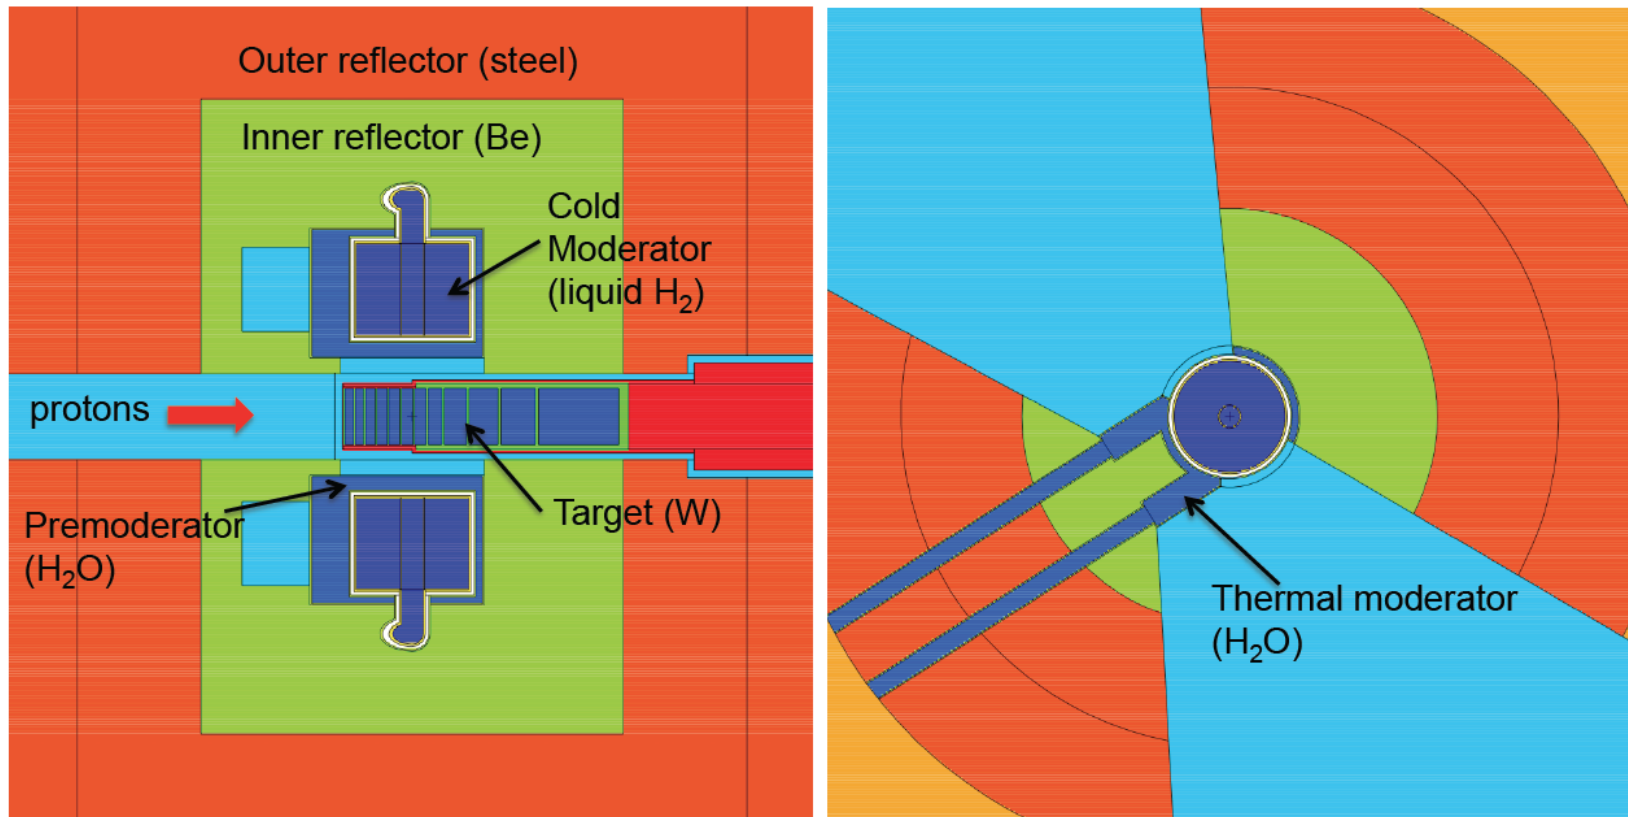 Outer reflector (steel)
Inner reflector (Be)
Cold
Moderator
(liquid H₂)
protons
Premoderator
(H₂O)
Target (W)
Thermal moderator
(H₂O)